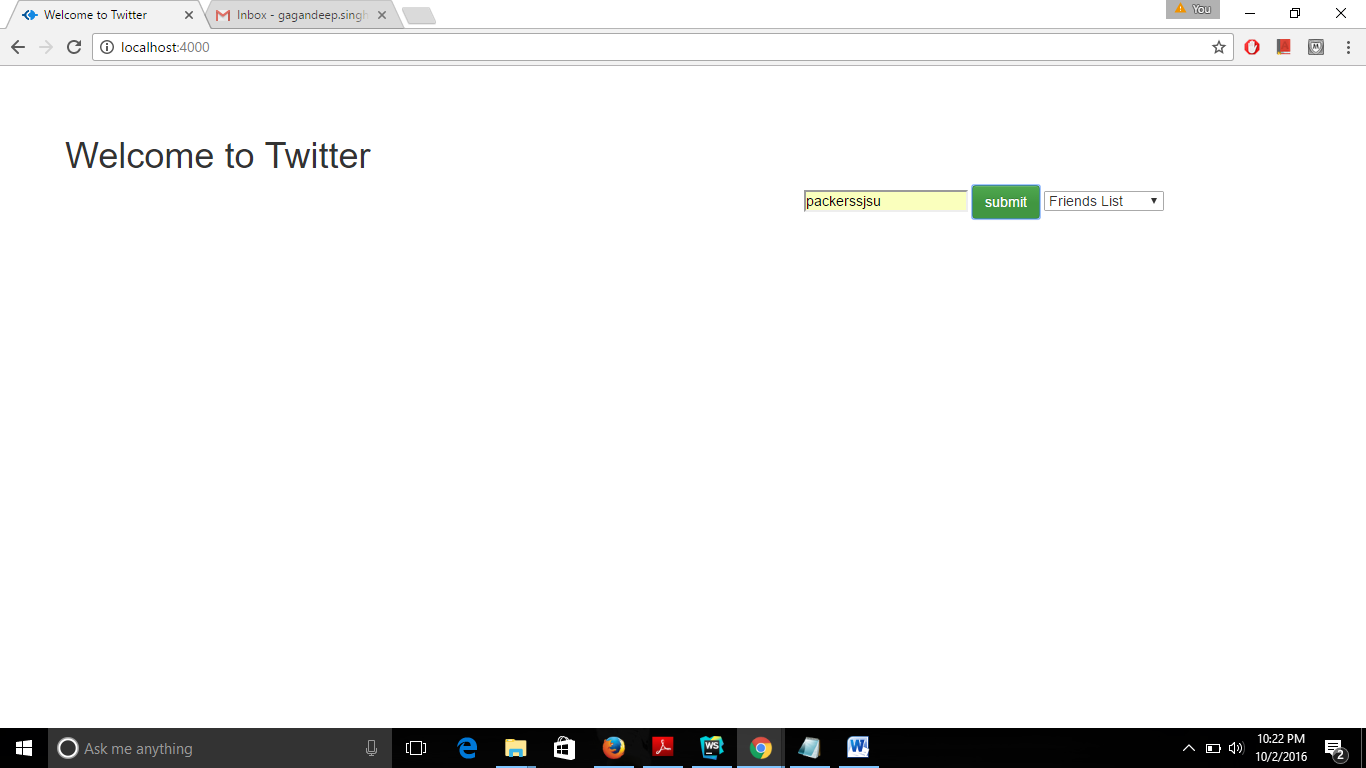 Welcome to Twitter
Inbox - gagandeep.singh
You
localhost:4000
Welcome to Twitter
packerssjsu
submit
Friends List
Ask me anything
WS
W
10:22 PM
10/2/2016
2